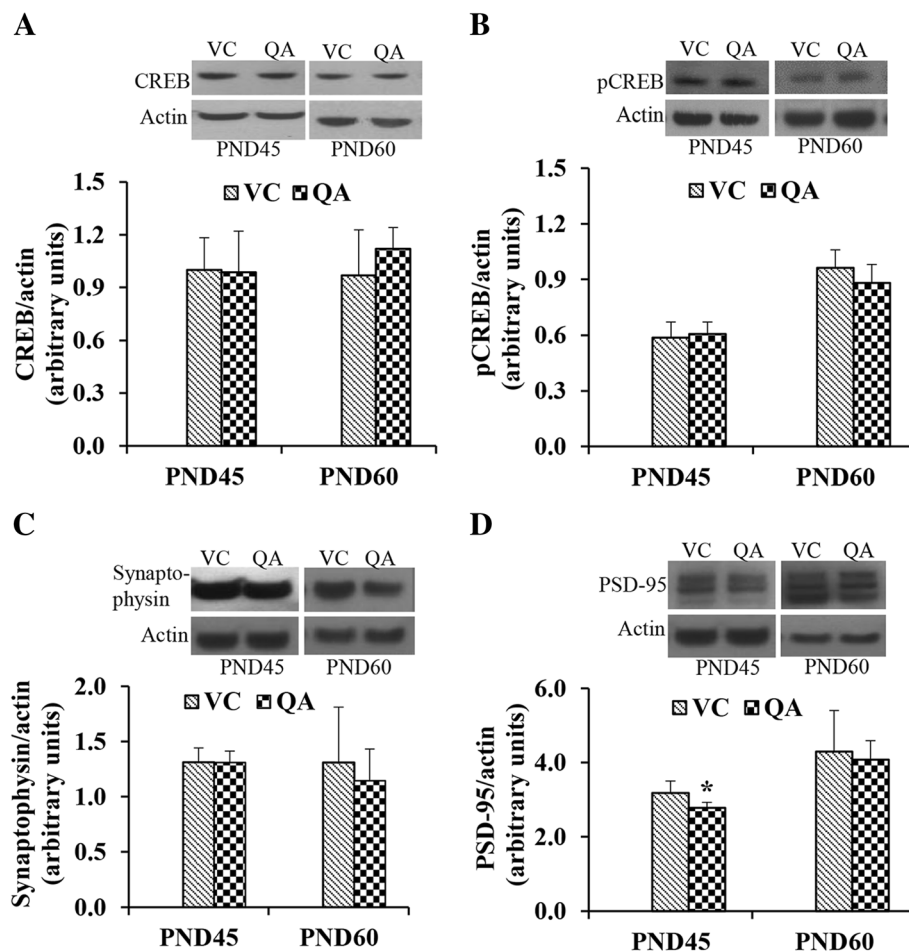 A
VC QA VC QA
CREB
Actin
PND45 PND60
VC QA
1.5
1.2
0.9
0.6
0.3
0.0
CREB/actin
(arbitrary units)
PND45 PND60
B
VC QA VC QA
pCREB
Actin
PND45 PND60
VC QA
1.5
1.2
0.9
0.6
0.3
0.0
pCREB/actin
(arbitrary units)
PND45 PND60
C
VC QA VC QA
Synapto-
physin
Actin
PND45 PND60
VC QA
2.0
1.5
1.0
0.5
0.0
Synaptophysin/actin
(arbitrary units)
PND45 PND60
D
VC QA VC QA
PSD-95
Actin
PND45 PND60
VC QA
6.0
4.0
2.0
0.0
*
PSD-95/actin
(arbitrary units)
PND45 PND60